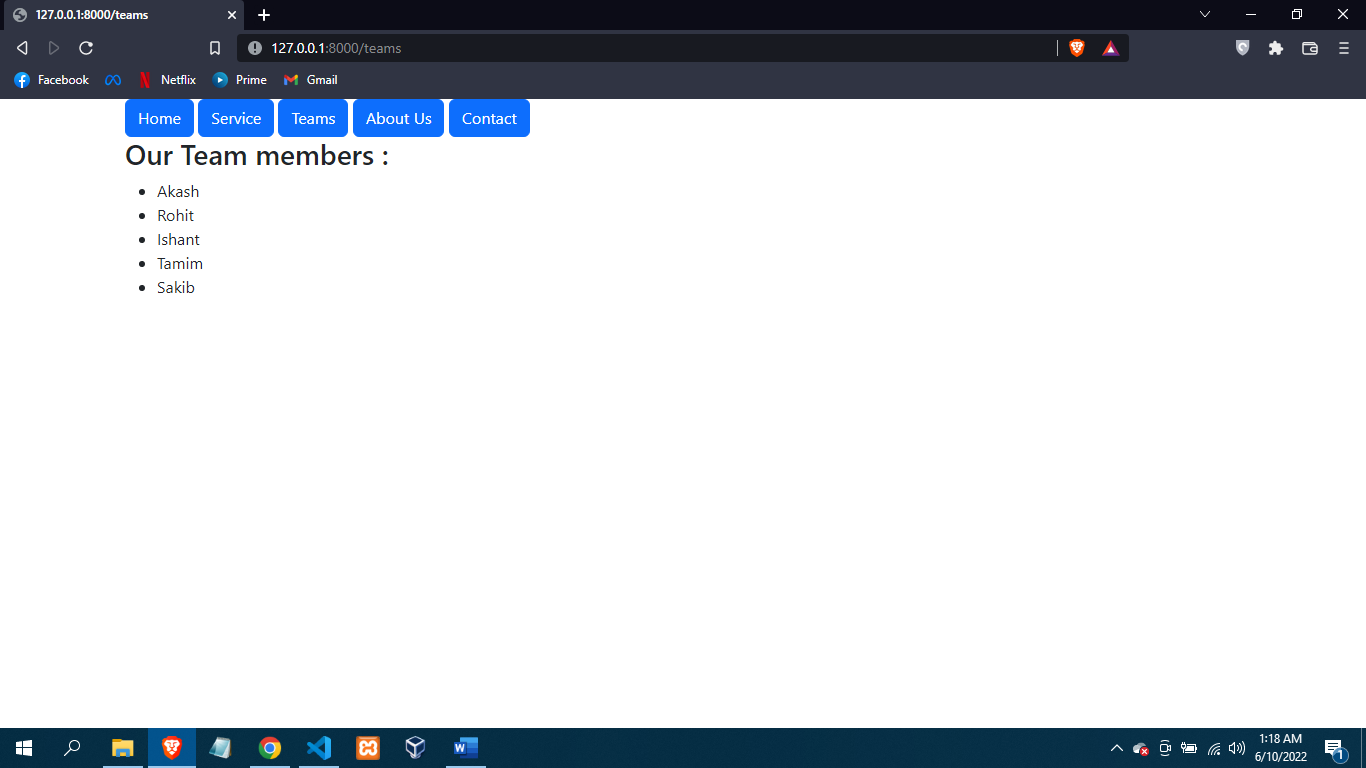 127.0.0.1:8000/teams
127.0.0.1:8000/teams
Facebook Netflix Prime Gmail
Home Service Teams About Us Contact
Our Team members :
Akash
Rohit
Ishant
Tamim
Sakib
1:18 AM
6/10/2022
1